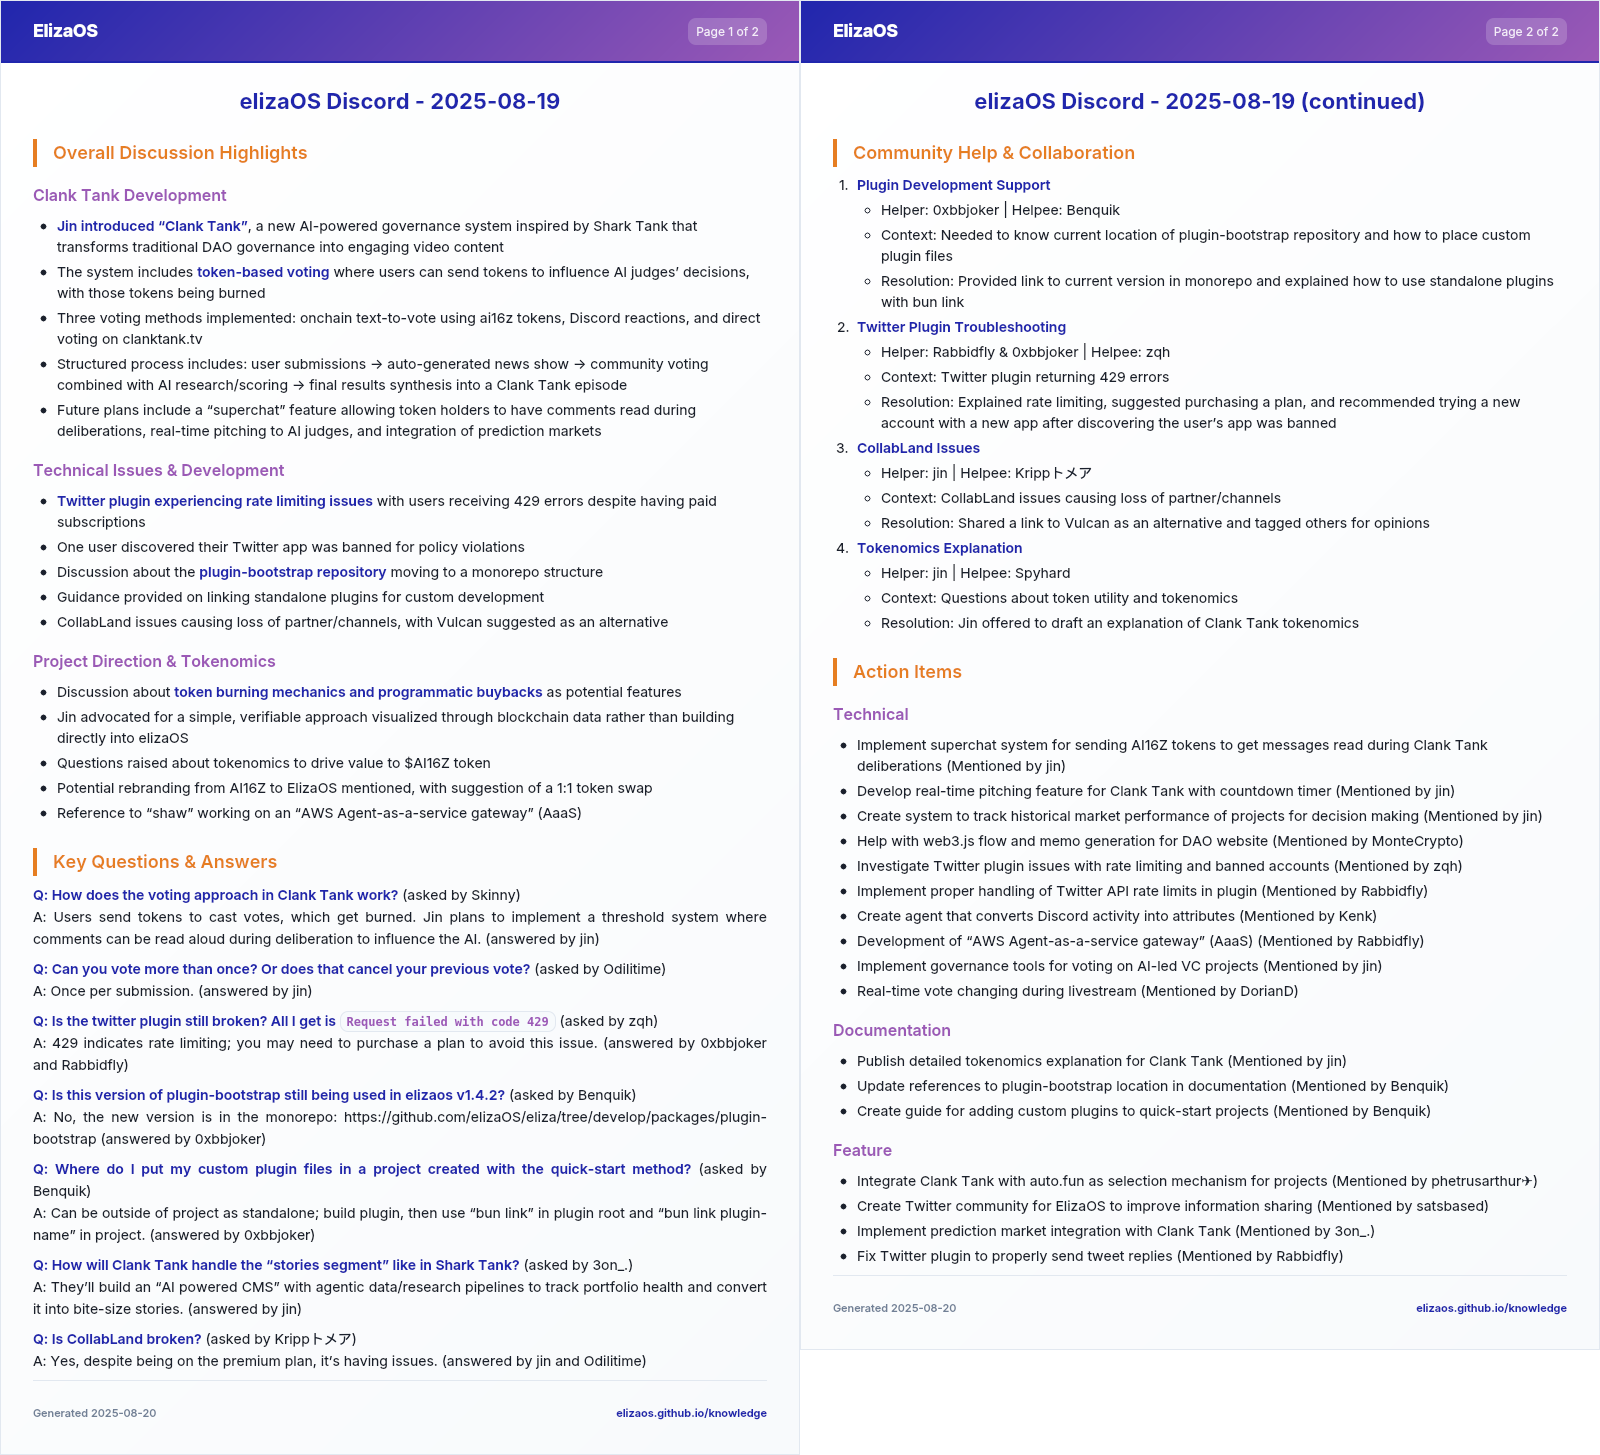 ElizaOS
Page 1 of 2
elizaOS Discord - 2025-08-19
Overall Discussion Highlights
Clank Tank Development
• Jin introduced “Clank Tank”, a new AI-powered governance system inspired by Shark Tank that
transforms traditional DAO governance into engaging video content
• The system includes token-based voting where users can send tokens to influence AI judges’ decisions,
with those tokens being burned
• Three voting methods implemented: onchain text-to-vote using ai16z tokens, Discord reactions, and direct
voting on clanktank.tv
• Structured process includes: user submissions → auto-generated news show → community voting
combined with AI research/scoring → final results synthesis into a Clank Tank episode
• Future plans include a “superchat” feature allowing token holders to have comments read during
deliberations, real-time pitching to AI judges, and integration of prediction markets
Technical Issues & Development
• Twitter plugin experiencing rate limiting issues with users receiving 429 errors despite having paid
subscriptions
• One user discovered their Twitter app was banned for policy violations
• Discussion about the plugin-bootstrap repository moving to a monorepo structure
• Guidance provided on linking standalone plugins for custom development
• CollabLand issues causing loss of partner/channels, with Vulcan suggested as an alternative
Project Direction & Tokenomics
• Discussion about token burning mechanics and programmatic buybacks as potential features
• Jin advocated for a simple, verifiable approach visualized through blockchain data rather than building
directly into elizaOS
• Questions raised about tokenomics to drive value to $AI16Z token
• Potential rebranding from AI16Z to ElizaOS mentioned, with suggestion of a 1:1 token swap
• Reference to “shaw” working on an “AWS Agent-as-a-service gateway” (AaaS)
Key Questions & Answers
Q: How does the voting approach in Clank Tank work? (asked by Skinny)
A: Users send tokens to cast votes, which get burned. Jin plans to implement a threshold system where
comments can be read aloud during deliberation to influence the AI. (answered by jin)
Q: Can you vote more than once? Or does that cancel your previous vote? (asked by Odilitime)
A: Once per submission. (answered by jin)
Q: Is the twitter plugin still broken? All I get is Request failed with code 429 (asked by zqh)
A: 429 indicates rate limiting; you may need to purchase a plan to avoid this issue. (answered by 0xbbjoker
and Rabbidfly)
Q: Is this version of plugin-bootstrap still being used in elizaos v1.4.2? (asked by Benquik)
A: No, the new version is in the monorepo: https://github.com/elizaOS/eliza/tree/develop/packages/plugin-
bootstrap (answered by 0xbbjoker)
Q: Where do I put my custom plugin files in a project created with the quick-start method? (asked by
Benquik)
A: Can be outside of project as standalone; build plugin, then use “bun link” in plugin root and “bun link plugin-
name” in project. (answered by 0xbbjoker)
Q: How will Clank Tank handle the “stories segment” like in Shark Tank? (asked by 3on_.)
A: They’ll build an “AI powered CMS” with agentic data/research pipelines to track portfolio health and convert
it into bite-size stories. (answered by jin)
Q: Is CollabLand broken? (asked by Krippトメア)
A: Yes, despite being on the premium plan, it’s having issues. (answered by jin and Odilitime)
Generated 2025-08-20
elizaos.github.io/knowledge
ElizaOS
Page 2 of 2
elizaOS Discord - 2025-08-19 (continued)
Community Help & Collaboration
1. Plugin Development Support
◦ Helper: 0xbbjoker | Helpee: Benquik
◦ Context: Needed to know current location of plugin-bootstrap repository and how to place custom
plugin files
◦ Resolution: Provided link to current version in monorepo and explained how to use standalone plugins
with bun link
2. Twitter Plugin Troubleshooting
◦ Helper: Rabbidfly & 0xbbjoker | Helpee: zqh
◦ Context: Twitter plugin returning 429 errors
◦ Resolution: Explained rate limiting, suggested purchasing a plan, and recommended trying a new
account with a new app after discovering the user’s app was banned
3. CollabLand Issues
◦ Helper: jin | Helpee: Krippトメア
◦ Context: CollabLand issues causing loss of partner/channels
◦ Resolution: Shared a link to Vulcan as an alternative and tagged others for opinions
4. Tokenomics Explanation
◦ Helper: jin | Helpee: Spyhard
◦ Context: Questions about token utility and tokenomics
◦ Resolution: Jin offered to draft an explanation of Clank Tank tokenomics
Action Items
Technical
• Implement superchat system for sending AI16Z tokens to get messages read during Clank Tank
deliberations (Mentioned by jin)
• Develop real-time pitching feature for Clank Tank with countdown timer (Mentioned by jin)
• Create system to track historical market performance of projects for decision making (Mentioned by jin)
• Help with web3.js flow and memo generation for DAO website (Mentioned by MonteCrypto)
• Investigate Twitter plugin issues with rate limiting and banned accounts (Mentioned by zqh)
• Implement proper handling of Twitter API rate limits in plugin (Mentioned by Rabbidfly)
• Create agent that converts Discord activity into attributes (Mentioned by Kenk)
• Development of “AWS Agent-as-a-service gateway” (AaaS) (Mentioned by Rabbidfly)
• Implement governance tools for voting on AI-led VC projects (Mentioned by jin)
• Real-time vote changing during livestream (Mentioned by DorianD)
Documentation
• Publish detailed tokenomics explanation for Clank Tank (Mentioned by jin)
• Update references to plugin-bootstrap location in documentation (Mentioned by Benquik)
• Create guide for adding custom plugins to quick-start projects (Mentioned by Benquik)
Feature
• Integrate Clank Tank with auto.fun as selection mechanism for projects (Mentioned by phetrusarthur✈)
• Create Twitter community for ElizaOS to improve information sharing (Mentioned by satsbased)
• Implement prediction market integration with Clank Tank (Mentioned by 3on_.)
• Fix Twitter plugin to properly send tweet replies (Mentioned by Rabbidfly)
Generated 2025-08-20
elizaos.github.io/knowledge